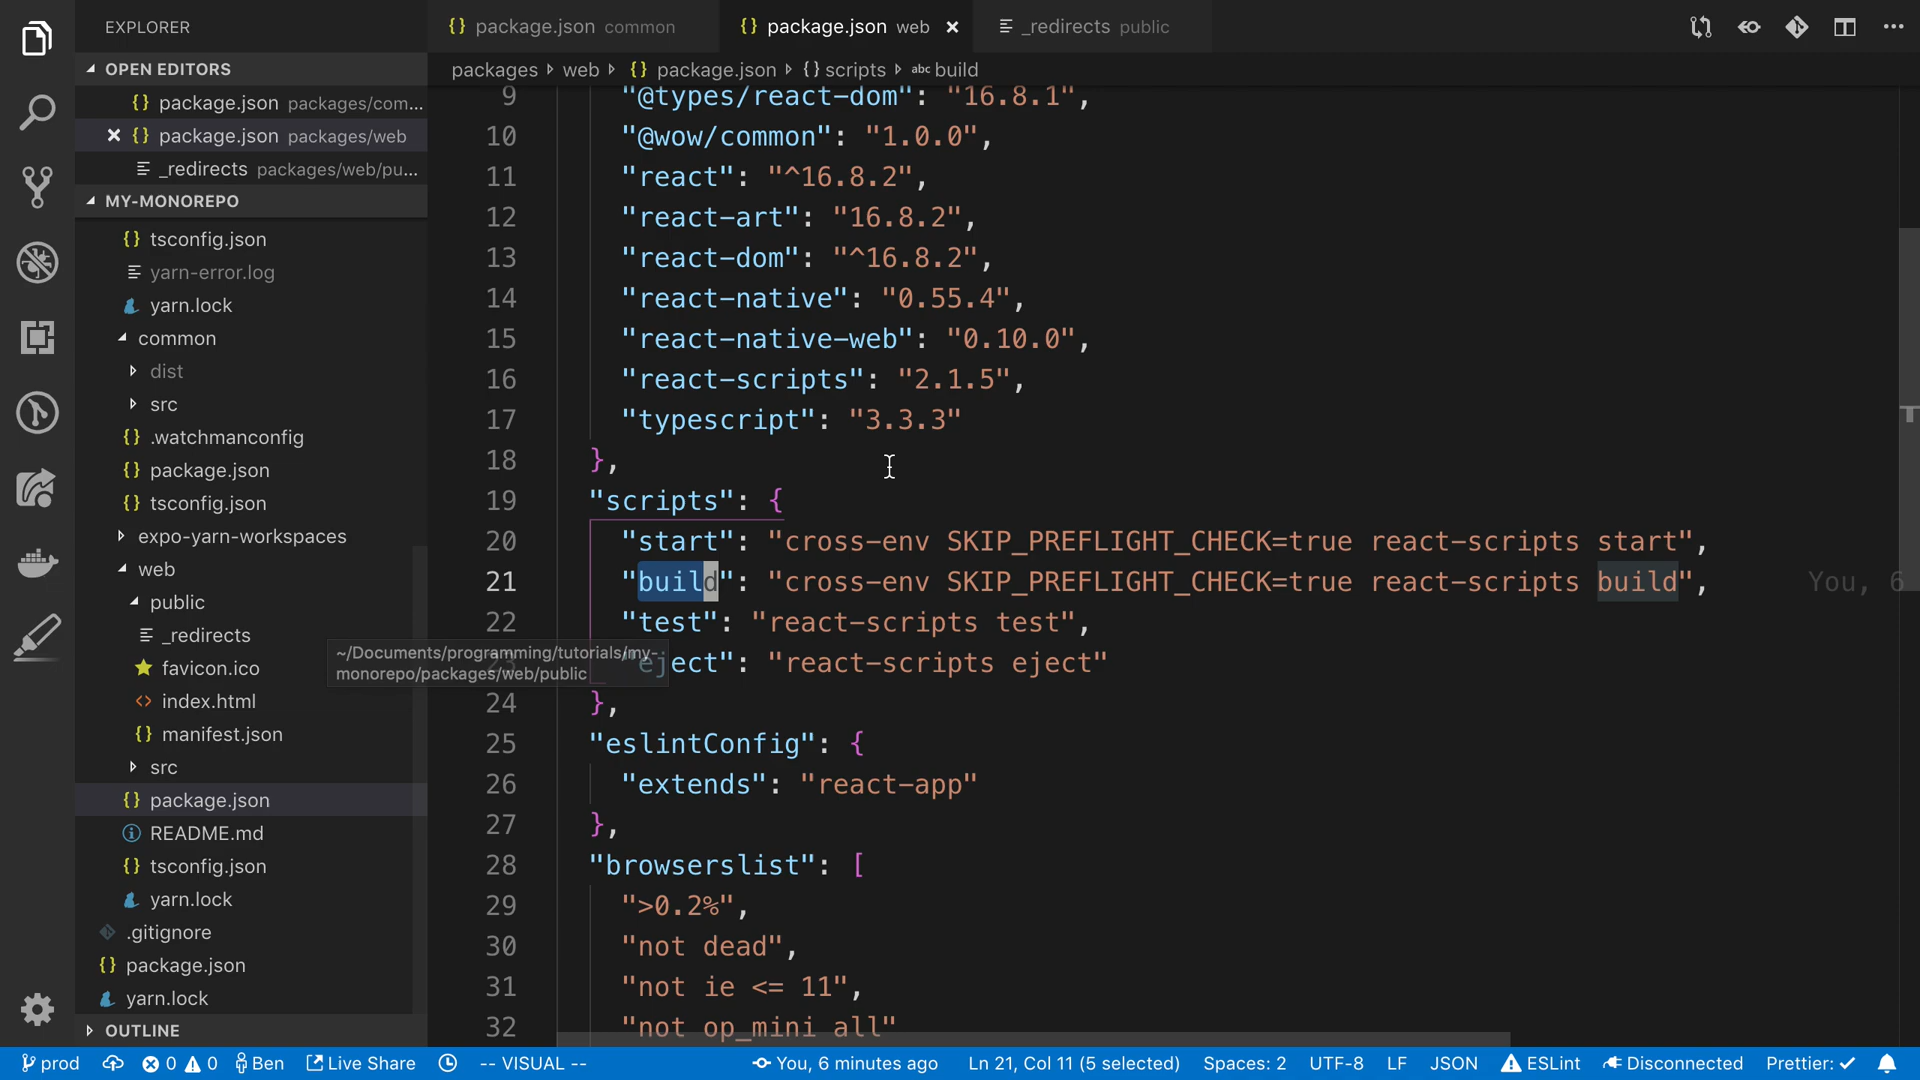 EXPLORER
OPEN EDITORS
package.json packages/com...
package.json packages/web
_redirects packages/web/pu...
MY-MONOREPO
tsconfig.json
yarn-error.log
yarn.lock
common
dist
src
.watchmanconfig
package.json
tsconfig.json
expo-yarn-workspaces
web
public
_redirects
favicon.ico
index.html
manifest.json
src
package.json
README.md
tsconfig.json
yarn.lock
.gitignore
package.json
yarn.lock
OUTLINE
package.json common
package.json web
_redirects public
packages web {} package.json {} scripts abc build
9 "@types/react-dom": "16.8.1",
10 "@wow/common": "1.0.0",
11 "react": "^16.8.2",
12 "react-art": "16.8.2",
13 "react-dom": "^16.8.2",
14 "react-native": "0.55.4",
15 "react-native-web": "0.10.0",
16 "react-scripts": "2.1.5",
17 "typescript": "3.3.3"
18 },
19 "scripts": {
20 "start": "cross-env SKIP_PREFLIGHT_CHECK=true react-scripts start",
21 "build": "cross-env SKIP_PREFLIGHT_CHECK=true react-scripts build", You, 6
22 "test": "react-scripts test",
23 "eject": "react-scripts eject"
~/Documents/programming/tutorials/my-
monorepo/packages/web/public
24 },
25 "eslintConfig": {
26 "extends": "react-app"
27 },
28 "browserslist": [
29 ">0.2%",
30 "not dead",
31 "not ie <= 11",
32 "not op_mini all"
prod 0 0 Ben Live Share -- VISUAL -- You, 6 minutes ago Ln 21, Col 11 (5 selected) Spaces: 2 UTF-8 LF JSON ESLint Disconnected Prettier: ✓